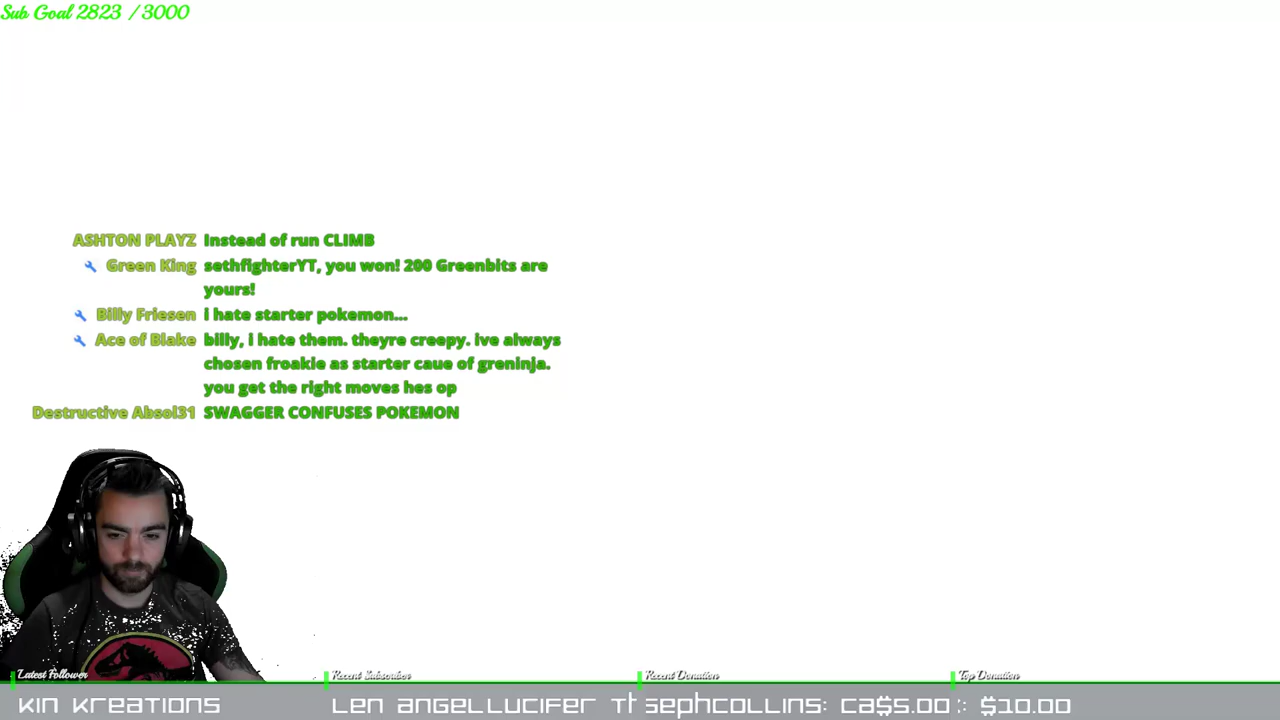 Sub Goal 2823 / 3000
ASHTON PLAYZ Instead of run CLIMB
Green King sethfighterYT, you won! 200 Greenbits are
yours!
Billy Friesen i hate starter pokemon...
Ace of Blake billy, i hate them. theyre creepy. ive always
chosen froakie as starter caue of greninja.
you get the right moves hes op
Destructive Absol31 SWAGGER CONFUSES POKEMON
Latest Follower Recent Subscriber Recent Donation Top Donation
kin kreations Len Angellucifer Th sephcollins: CA$5.00 : $10.00